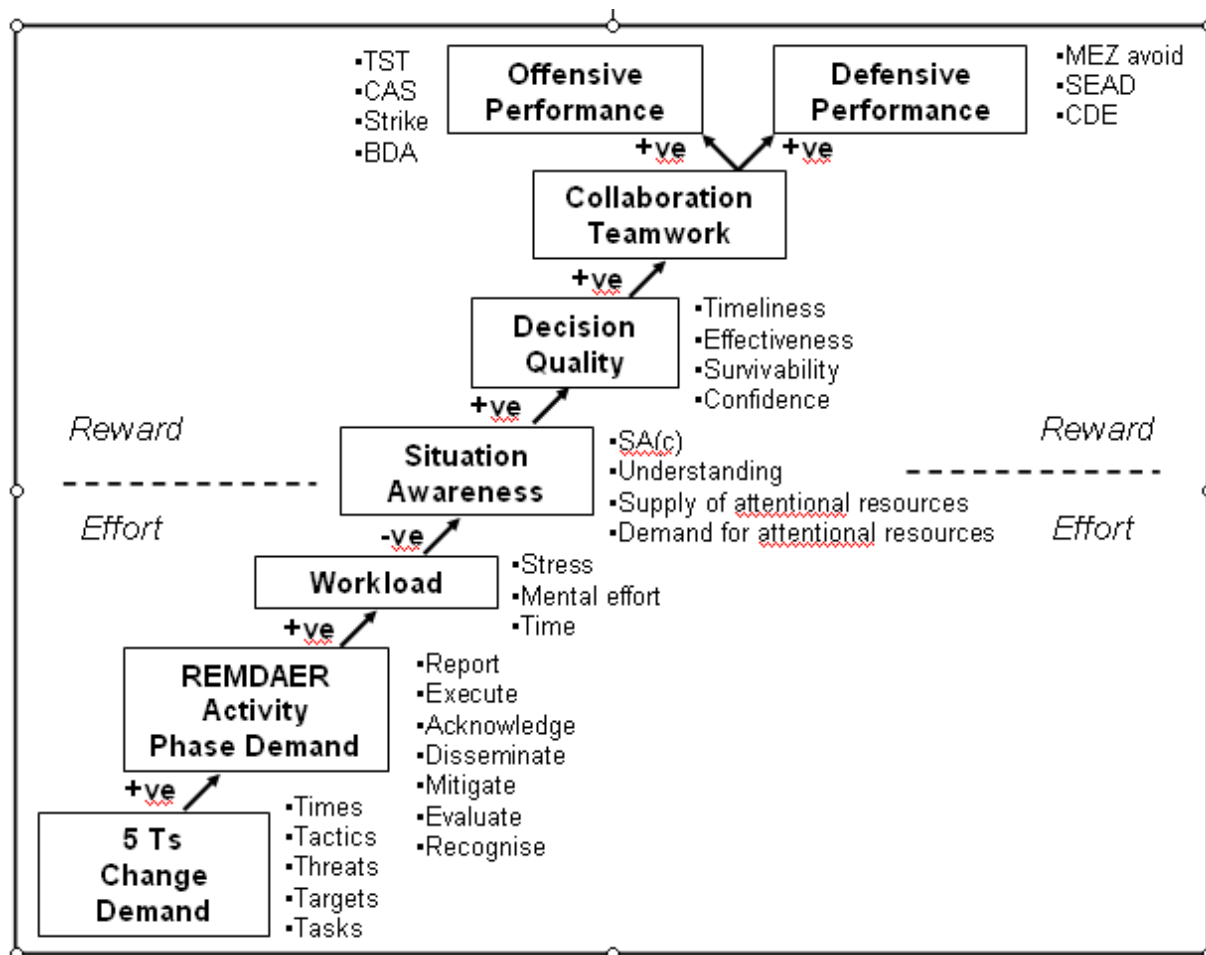 ▪TST
▪CAS
▪Strike
▪BDA
Offensive
Performance
Defensive
Performance
▪MEZ avoid
▪SEAD
▪CDE
+ve
+ve
Collaboration
Teamwork
+ve
Decision
Quality
▪Timeliness
▪Effectiveness
▪Survivability
▪Confidence
+ve
Reward
Reward
Situation
Awareness
▪SA(c)
▪Understanding
▪Supply of attentional resources
▪Demand for attentional resources
Effort
Effort
-ve
Workload
▪Stress
▪Mental effort
▪Time
+ve
REMDAER
Activity
Phase Demand
▪Report
▪Execute
▪Acknowledge
▪Disseminate
▪Mitigate
▪Evaluate
▪Recognise
+ve
5 Ts
Change
Demand
▪Times
▪Tactics
▪Threats
▪Targets
▪Tasks